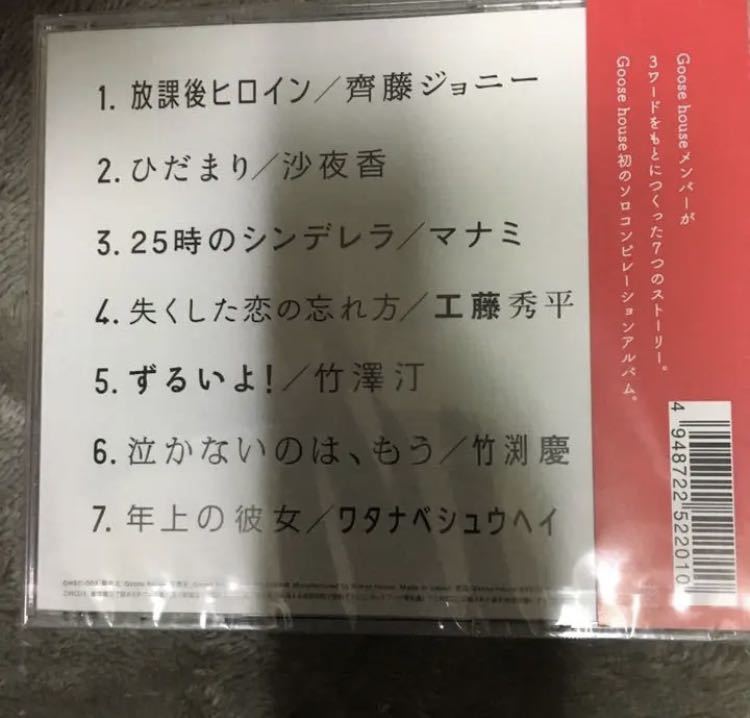 1. 放課後ヒロイン/齊藤ジョニー
2. ひだまり/沙夜香
3. 25時のシンデレラ/マナミ
4. 失くした恋の忘れ方/工藤秀平
5. ずるいよ!/竹澤汀
6. 泣かないのは、もう/竹渕慶
7. 年上の彼女/ワタナベシュウヘイ
Goose houseメンバーが
3ワードをもとにつくった7つのストーリー。
Goose house初のソロコンピレーションアルバム。
4 948722 522010